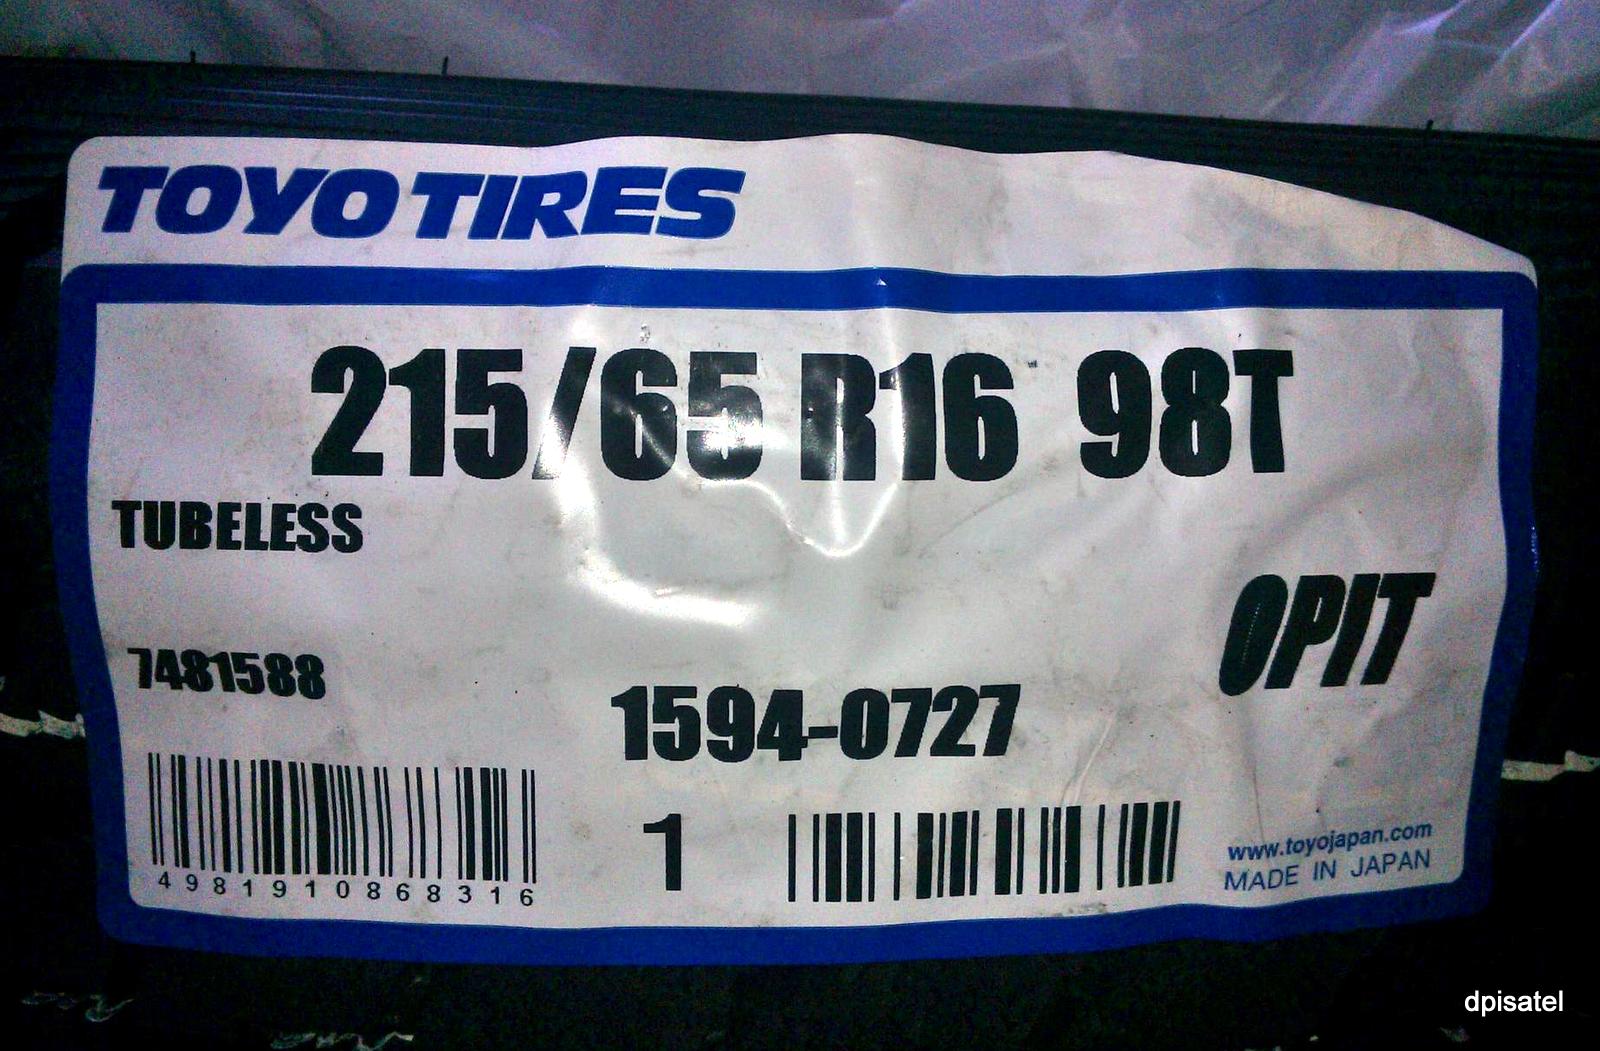 TOYO TIRES
215/65 R16 98T
TUBELESS
OPIT
7481588
1594-0727
4981910868316
1
www.toyojapan.com
MADE IN JAPAN
dpisatel